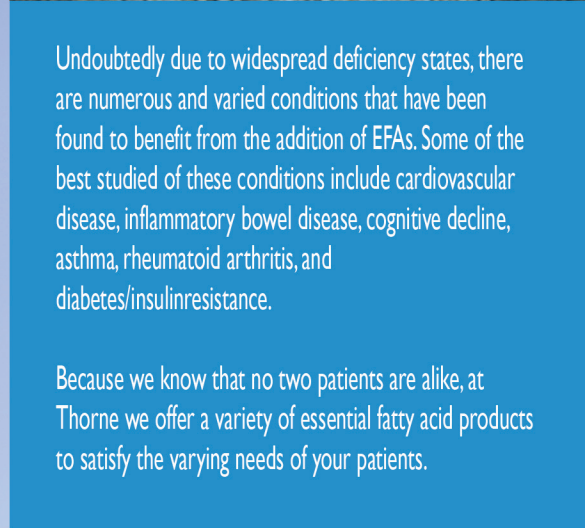 Undoubtedly due to widespread deficiency states, there
are numerous and varied conditions that have been
found to benefit from the addition of EFAs. Some of the
best studied of these conditions include cardiovascular
disease, inflammatory bowel disease, cognitive decline,
asthma, rheumatoid arthritis, and
diabetes/insulinresistance.
Because we know that no two patients are alike, at
Thorne we offer a variety of essential fatty acid products
to satisfy the varying needs of your patients.